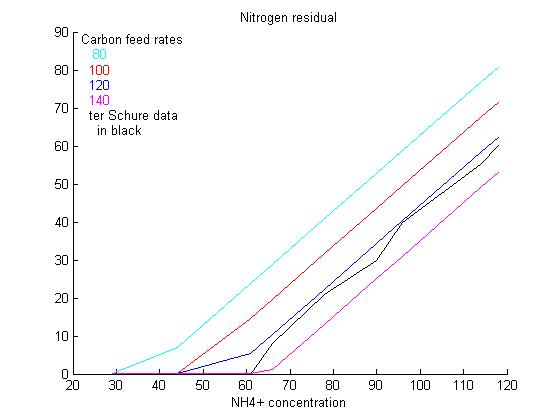 Nitrogen residual
90
80
70
60
50
40
30
20
10
0
Carbon feed rates
80
100
120
140
ter Schure data
in black
20 30 40 50 60 70 80 90 100 110 120
NH4+ concentration